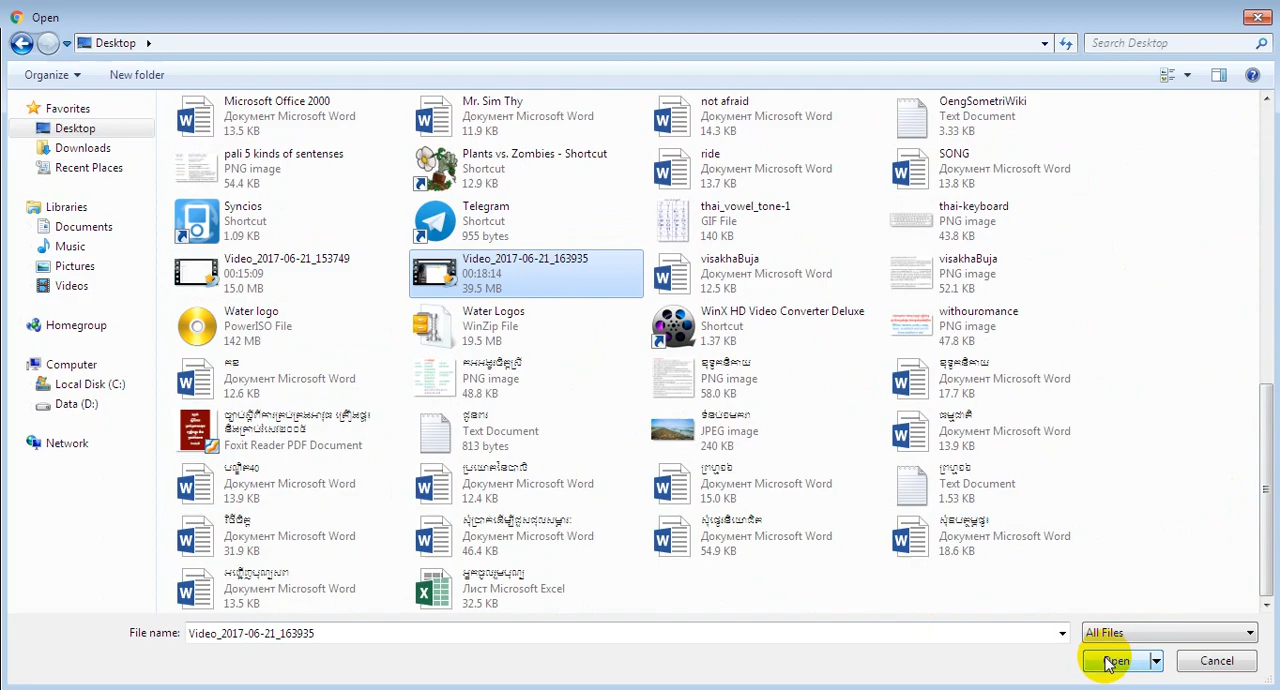 Open
Desktop
Search Desktop
Organize
New folder
Favorites
Desktop
Downloads
Recent Places
Libraries
Documents
Music
Pictures
Videos
Homegroup
Computer
Local Disk (C:)
Data (D:)
Network
Microsoft Office 2000
Документ Microsoft Word
13.5 KB
Mr. Sim Thy
Документ Microsoft Word
11.9 KB
not afraid
Документ Microsoft Word
14.3 KB
OengSometriWiki
Text Document
3.33 KB
pali 5 kinds of sentenses
PNG image
54.4 KB
Plants vs. Zombies - Shortcut
Shortcut
12.9 KB
ride
Документ Microsoft Word
13.7 KB
SONG
Документ Microsoft Word
13.8 KB
Syncios
Shortcut
1.09 KB
Telegram
Shortcut
955 bytes
thai_vowel_tone-1
GIF File
140 KB
thai-keyboard
PNG image
43.8 KB
Video_2017-06-21_153749
00:15:09
15.0 MB
Video_2017-06-21_163935
00:18:14
39.5 MB
visakhaBuja
Документ Microsoft Word
12.5 KB
visakhaBuja
PNG image
52.1 KB
Water logo
PowerISO File
142 MB
Water Logos
WinZip File
19.5 MB
WinX HD Video Converter Deluxe
Shortcut
1.37 KB
withouromance
PNG image
47.8 KB
Документ Microsoft Word
12.6 KB
PNG image
48.8 KB
PNG image
58.0 KB
Документ Microsoft Word
17.7 KB
Foxit Reader PDF Document
Text Document
813 bytes
JPEG image
240 KB
ធម្មជាតិ
Документ Microsoft Word
13.9 KB
Документ Microsoft Word
13.9 KB
Документ Microsoft Word
12.4 KB
Документ Microsoft Word
15.0 KB
Text Document
1.53 KB
Документ Microsoft Word
31.9 KB
Документ Microsoft Word
46.4 KB
Документ Microsoft Word
54.9 KB
Документ Microsoft Word
18.6 KB
Документ Microsoft Word
13.5 KB
Лист Microsoft Excel
32.5 KB
File name:
Video_2017-06-21_163935
All Files
Open
Cancel